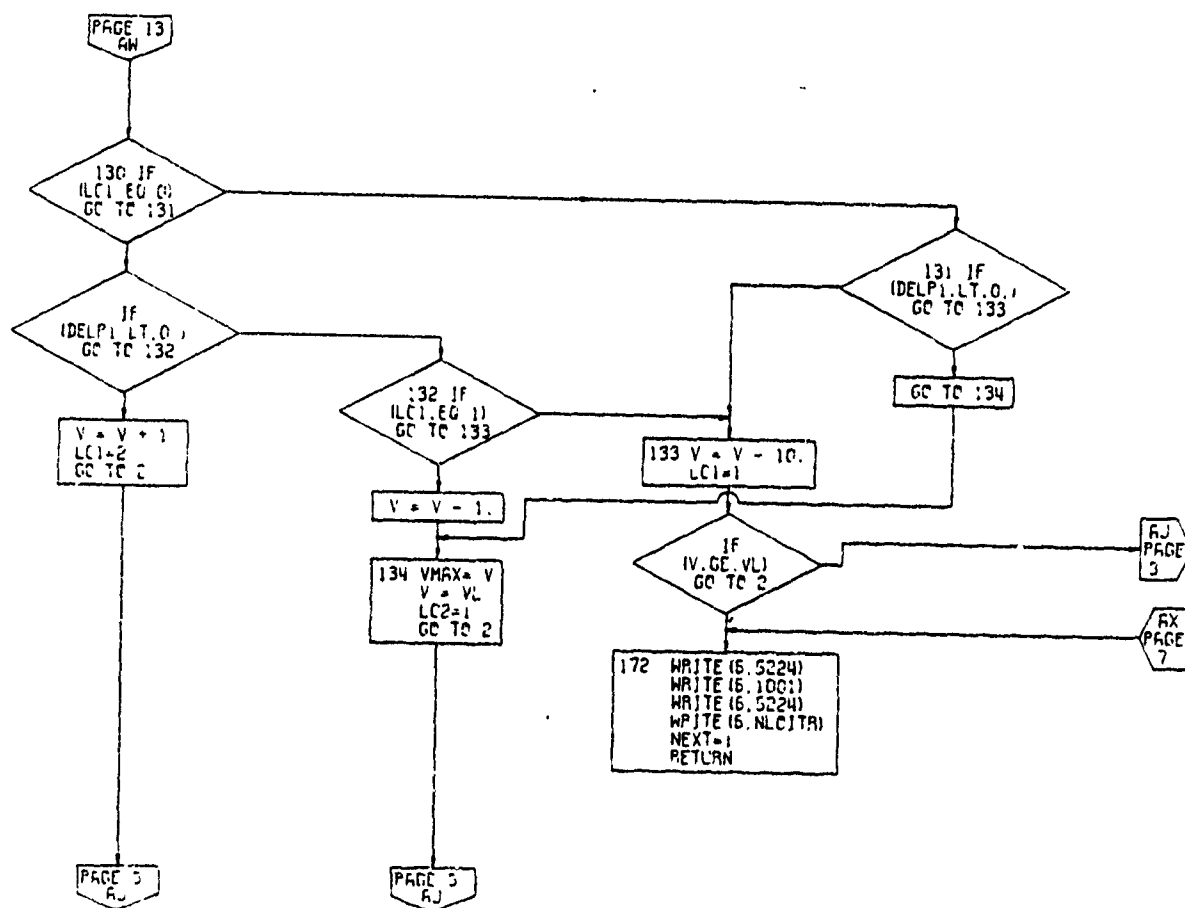 PAGE 13
AW
130 IF
(LC1.EQ.0)
GO TO 131
131 IF
(DELP1.LT.0.)
GO TO 133
IF
(DELP1.LT.0.)
GO TO 132
GO TO 134
132 IF
(LC1.EQ.1)
GO TO 133
V = V + 1
LC1=2
GO TO 2
133 V = V - 10.
LC1=1
V = V - 1.
IF
(V.GE.VL)
GO TO 2
AJ
PAGE
3
134 VMAX= V
V = VL
LC2=1
GO TO 2
AX
PAGE
7
172 WRITE(6,5224)
WRITE(6,1001)
WRITE(6,5224)
WRITE(6,NLCITR)
NEXT=1
RETURN
PAGE
AJ
PAGE
AJ